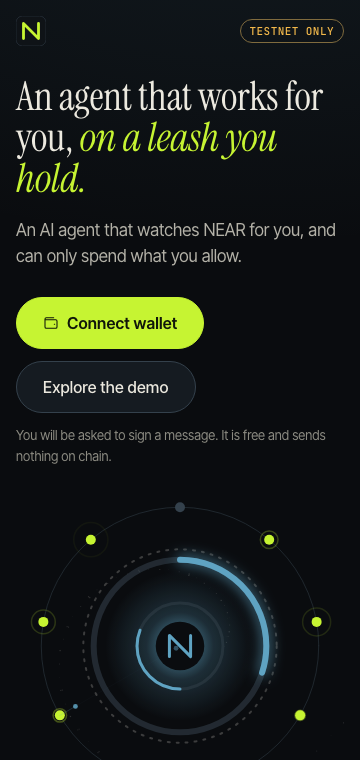 TESTNET ONLY
An agent that works for
you, on a leash you
hold.
An AI agent that watches NEAR for you, and
can only spend what you allow.
Connect wallet
Explore the demo
You will be asked to sign a message. It is free and sends
nothing on chain.